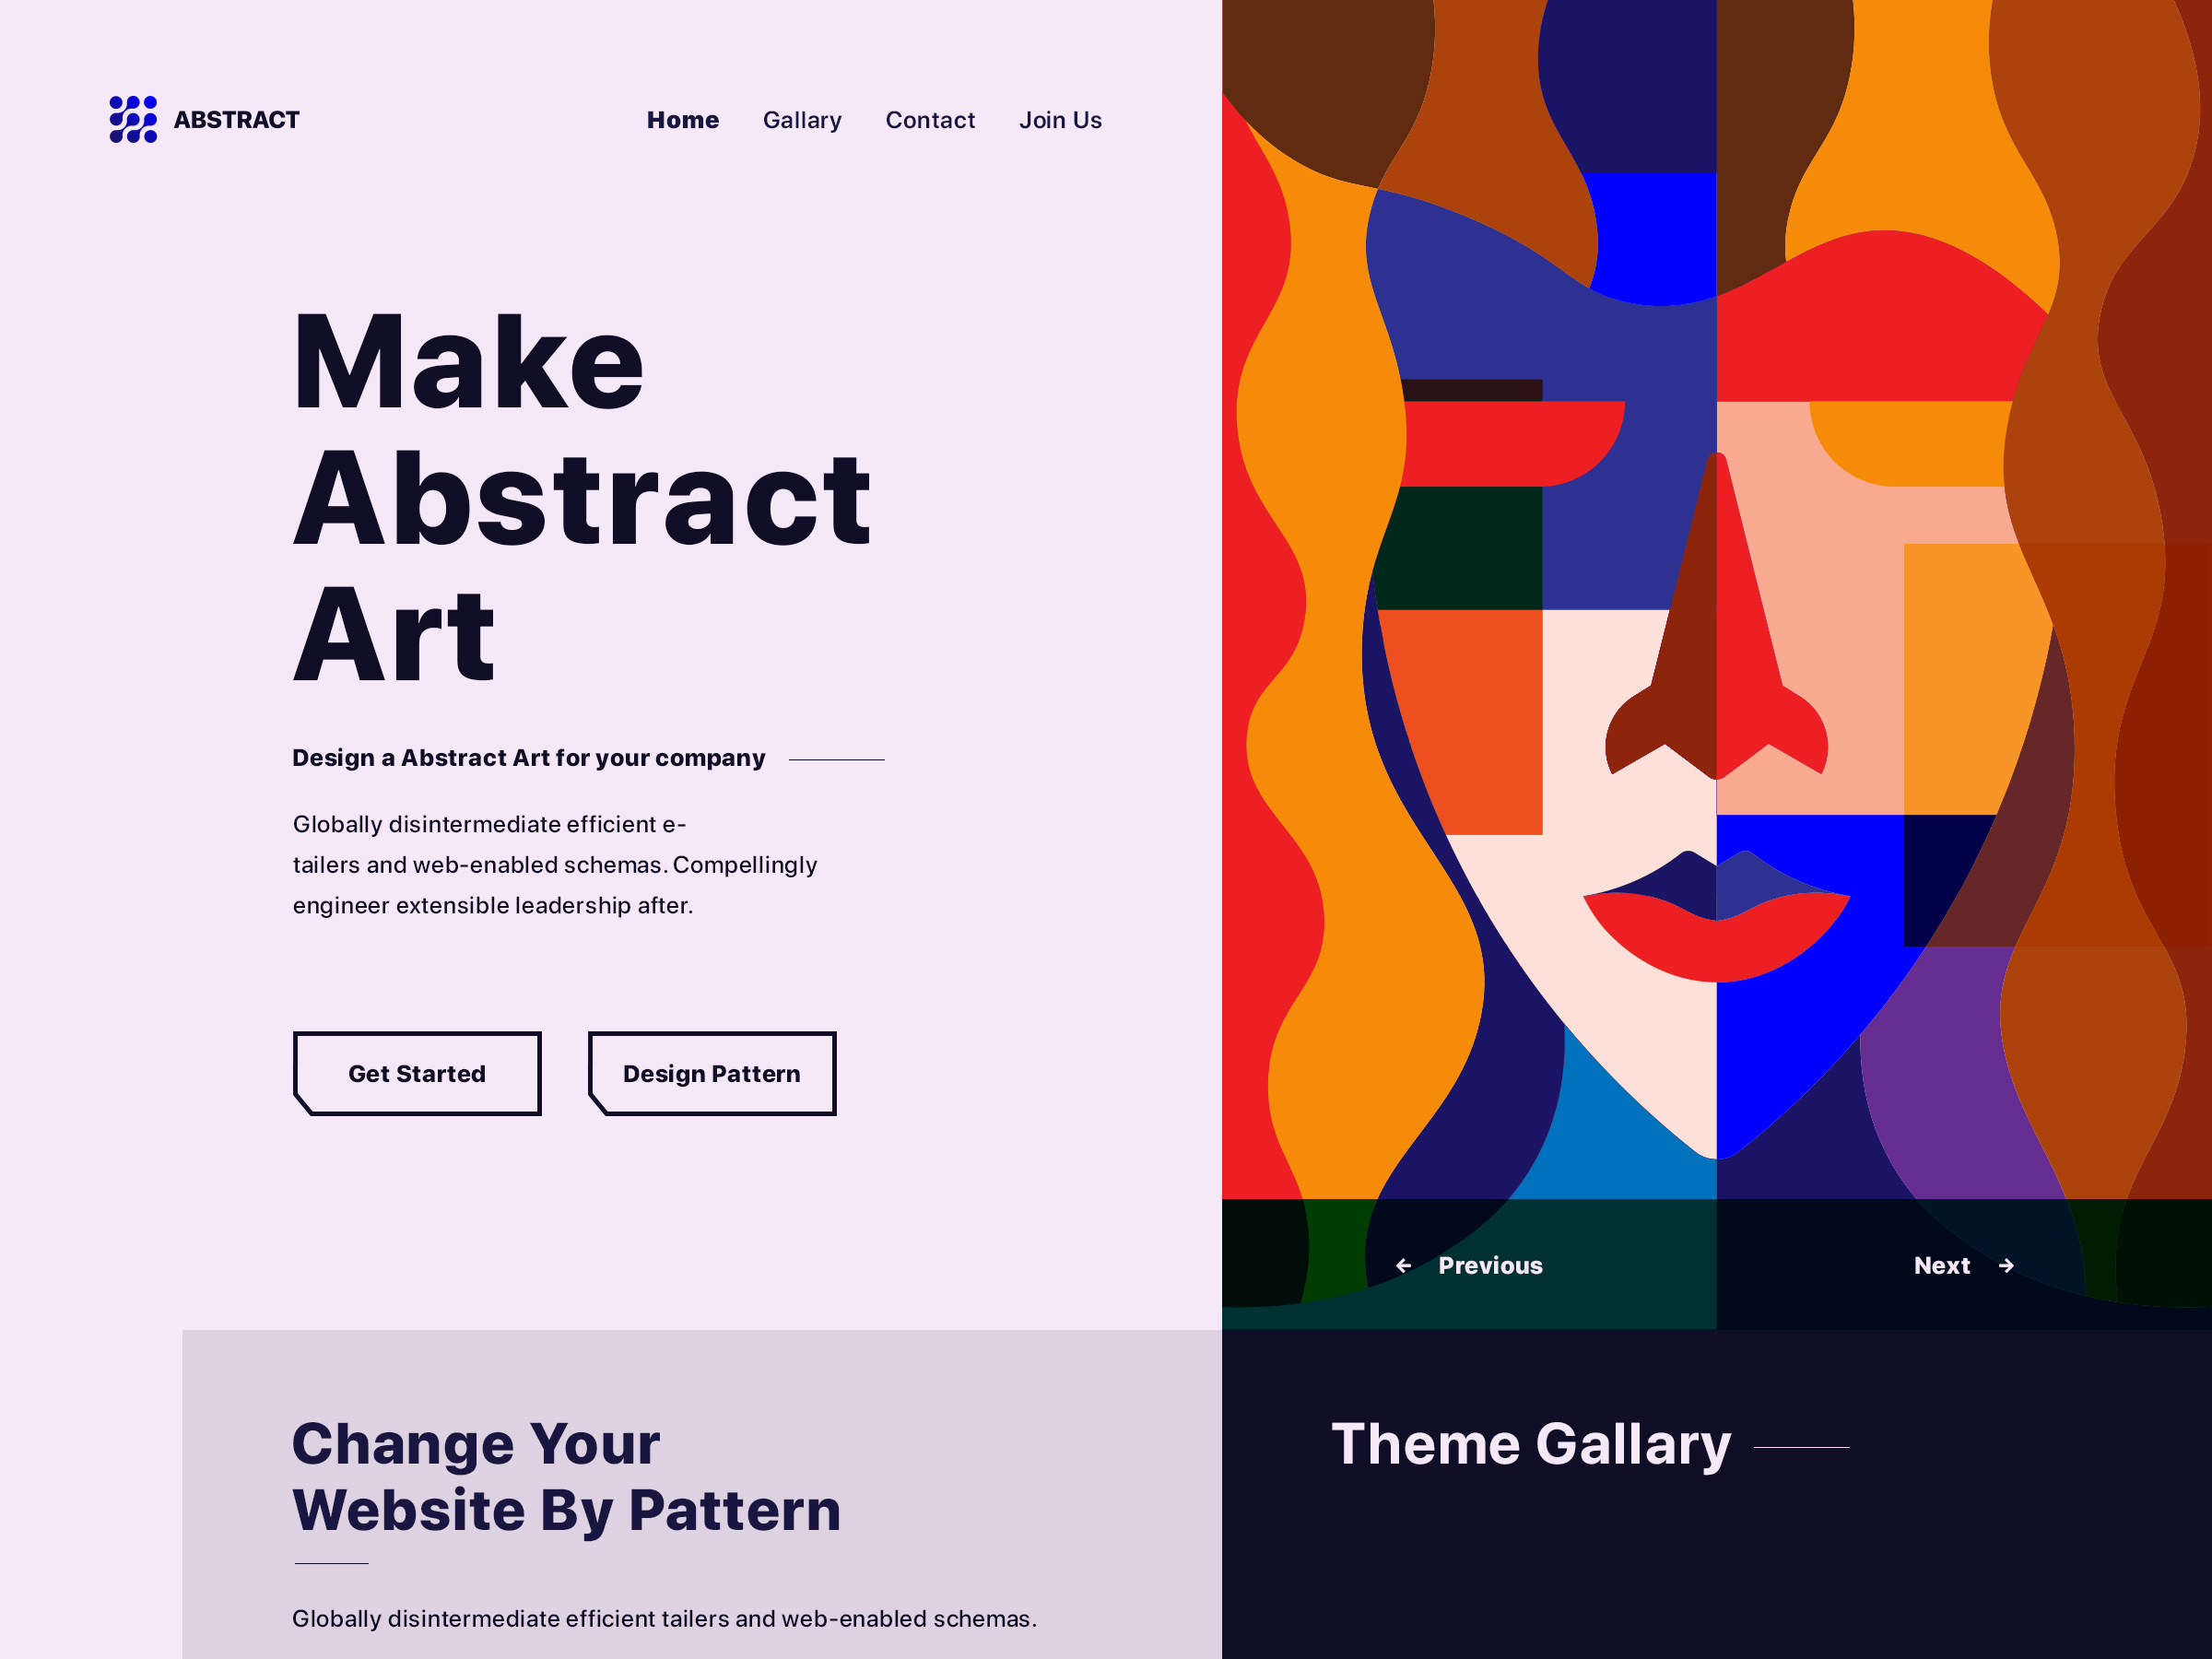 ABSTRACT
Home Gallary Contact Join Us
Make
Abstract
Art
Design a Abstract Art for your company
Globally disintermediate efficient e-
tailers and web-enabled schemas. Compellingly
engineer extensible leadership after.
Get Started
Design Pattern
← Previous
Next →
Change Your
Website By Pattern
Globally disintermediate efficient tailers and web-enabled schemas.
Theme Gallary